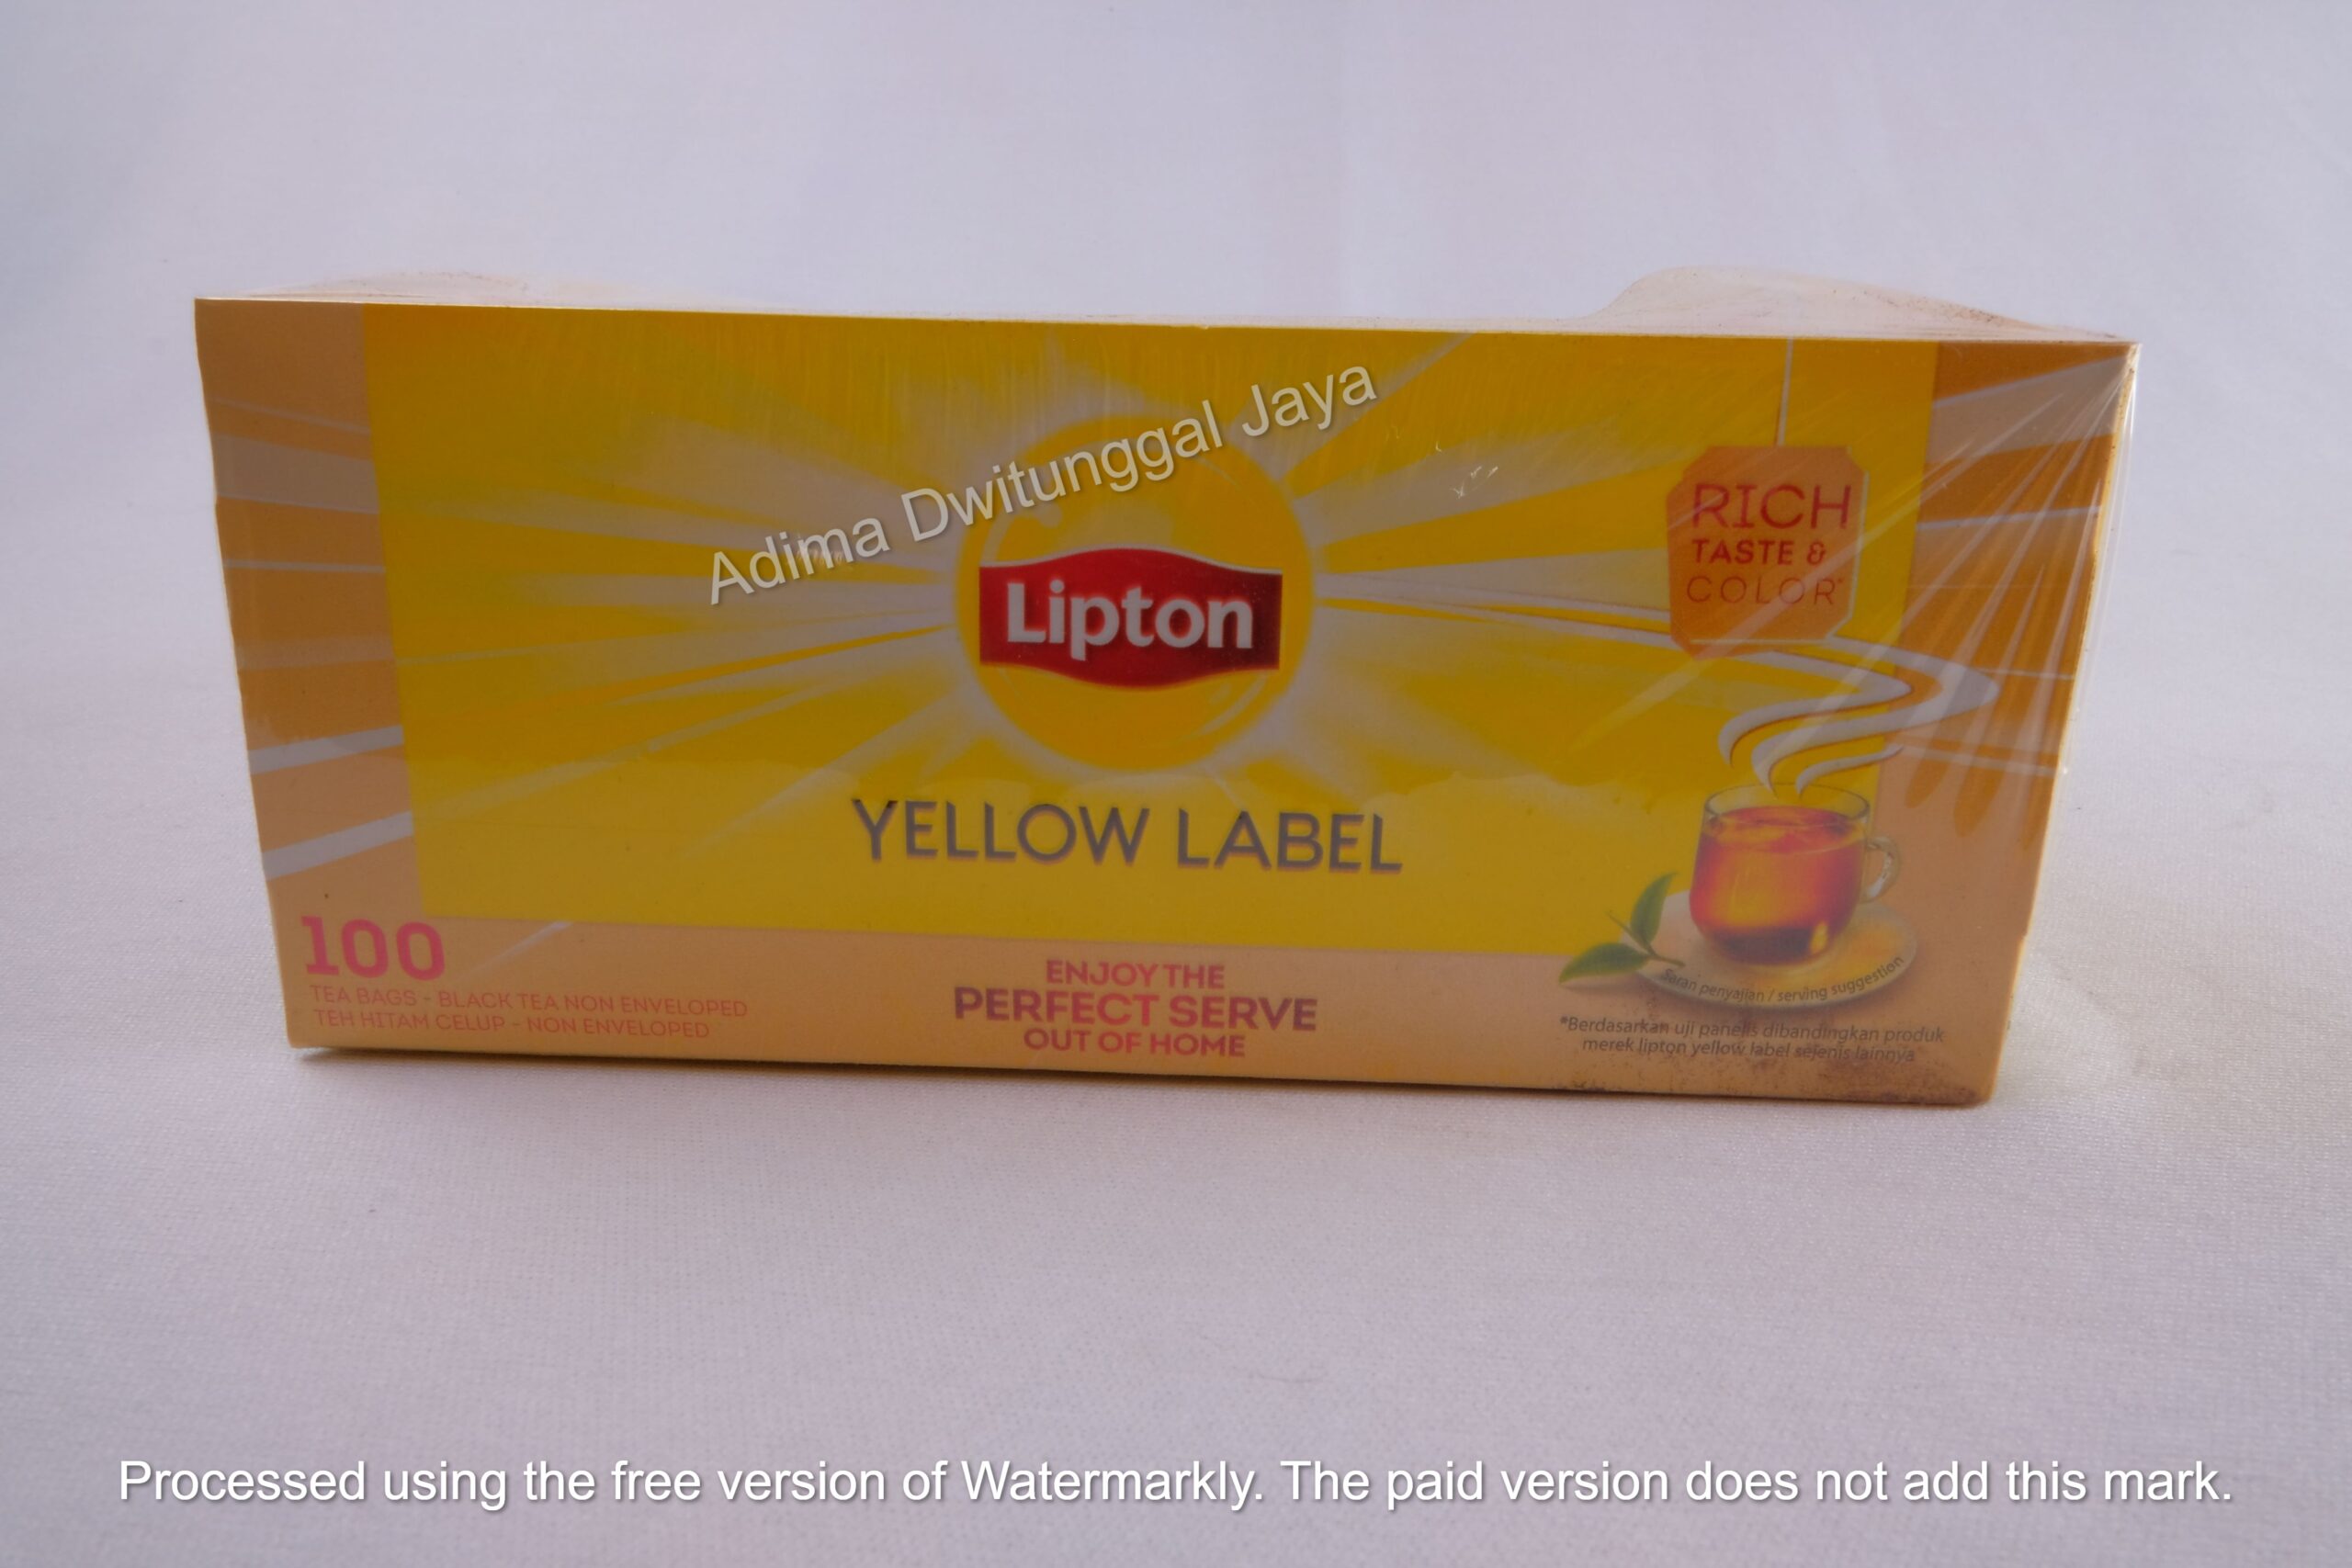 Adima Dwitunggal Jaya
Lipton
RICH
TASTE &
COLOR*
YELLOW LABEL
100
TEA BAGS - BLACK TEA NON ENVELOPED
TEH HITAM CELUP - NON ENVELOPED
ENJOY THE
PERFECT SERVE
OUT OF HOME
Saran penyajian / serving suggestion
*Berdasarkan uji panelis dibandingkan produk
merek lipton yellow label sejenis lainnya
Processed using the free version of Watermarkly. The paid version does not add this mark.